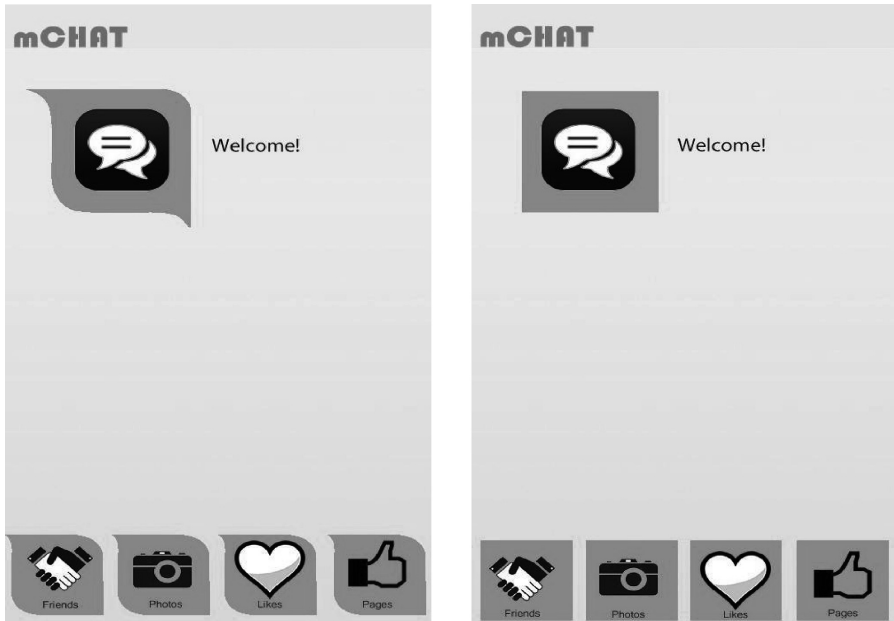 mCHAT
Welcome!
Friends
Photos
Likes
Pages
mCHAT
Welcome!
Friends
Photos
Likes
Pages